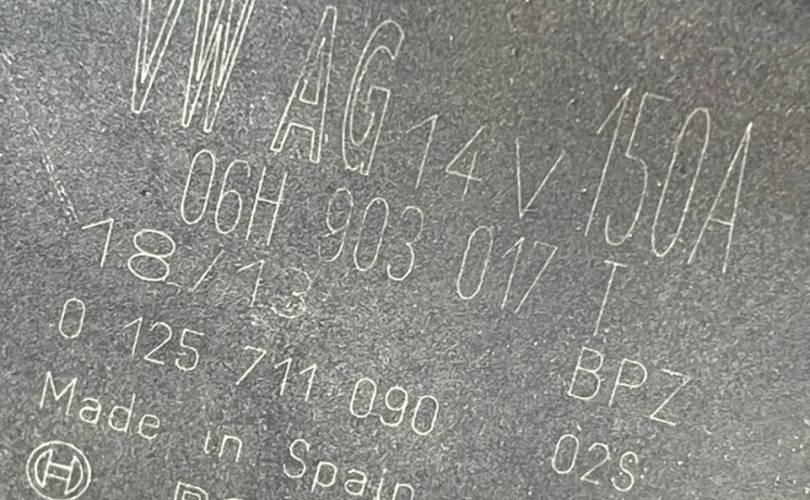 VW AG 14V 150A
06H 903 017 T
18/13
0 125 711 090 BPZ
Made in Spain 02S